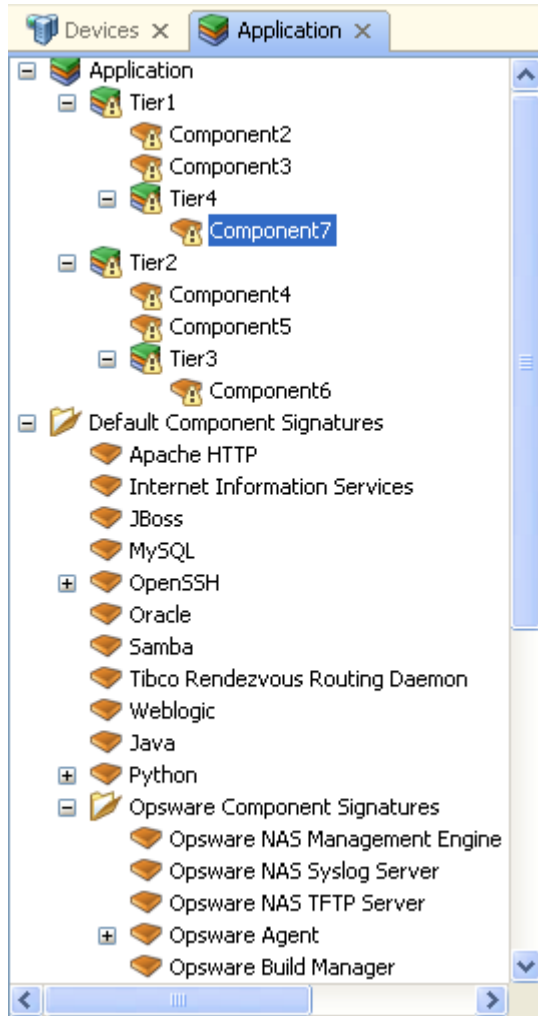 Devices
Application
Application
Tier1
Component2
Component3
Tier4
Component7
Tier2
Component4
Component5
Tier3
Component6
Default Component Signatures
Apache HTTP
Internet Information Services
JBoss
MySQL
OpenSSH
Oracle
Samba
Tibco Rendezvous Routing Daemon
Weblogic
Java
Python
Opsware Component Signatures
Opsware NAS Management Engine
Opsware NAS Syslog Server
Opsware NAS TFTP Server
Opsware Agent
Opsware Build Manager